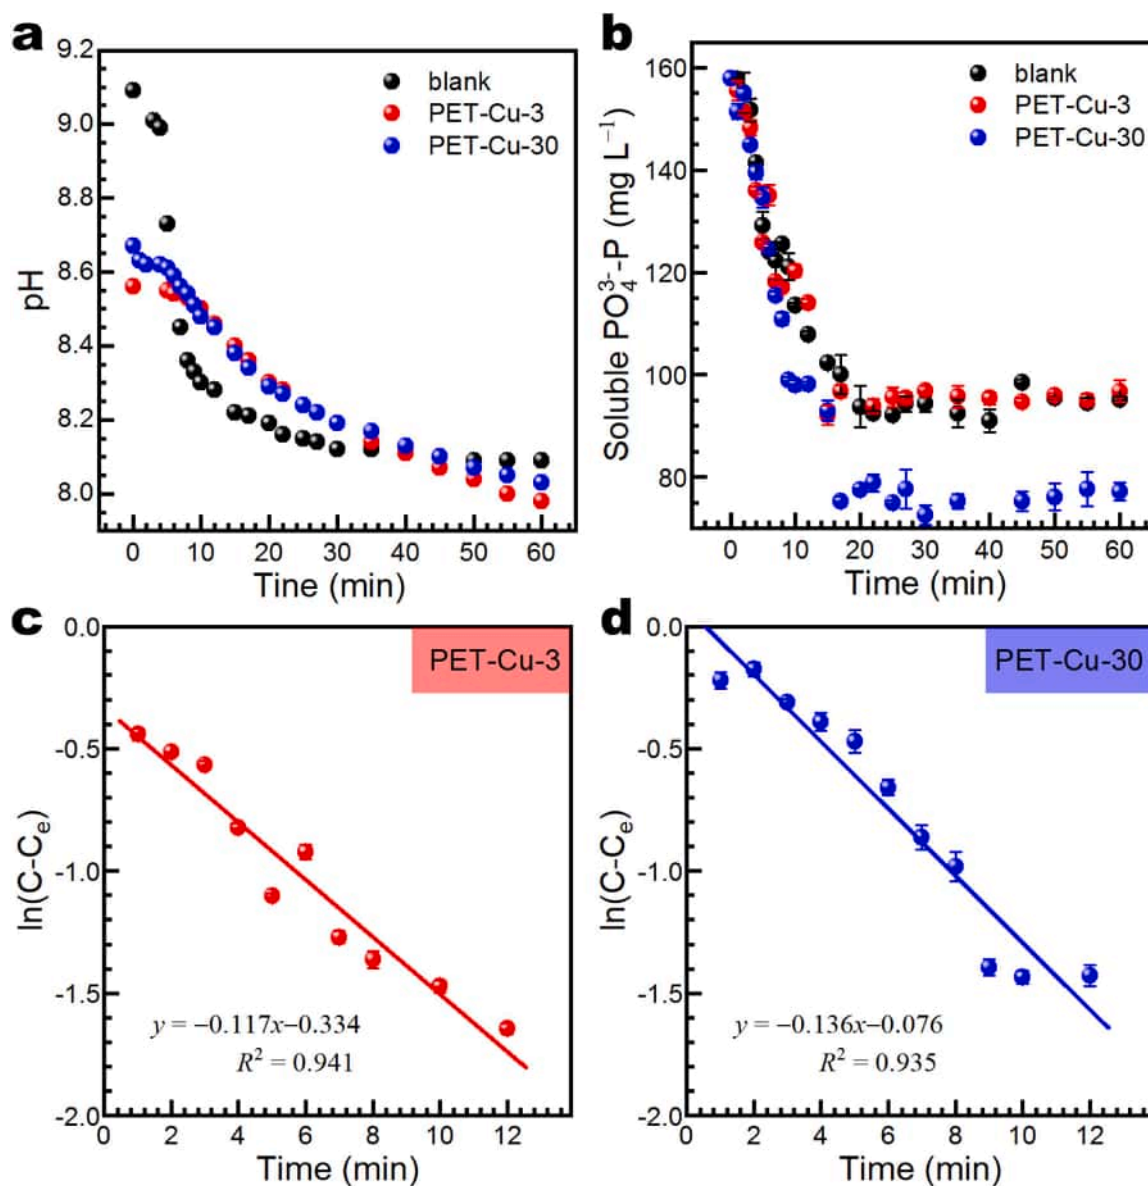 a
9.2
9.0
8.8
8.6
8.4
8.2
8.0
pH
blank
PET-Cu-3
PET-Cu-30
0 10 20 30 40 50 60
Tine (min)
b
160
140
120
100
80
Soluble PO₄³⁻-P (mg L⁻¹)
blank
PET-Cu-3
PET-Cu-30
0 10 20 30 40 50 60
Time (min)
c
0.0
-0.5
-1.0
-1.5
-2.0
ln(C-Cₑ)
PET-Cu-3
y = −0.117x−0.334
R² = 0.941
0 2 4 6 8 10 12
Time (min)
d
0.0
-0.5
-1.0
-1.5
-2.0
ln(C-Cₑ)
PET-Cu-30
y = −0.136x−0.076
R² = 0.935
0 2 4 6 8 10 12
Time (min)